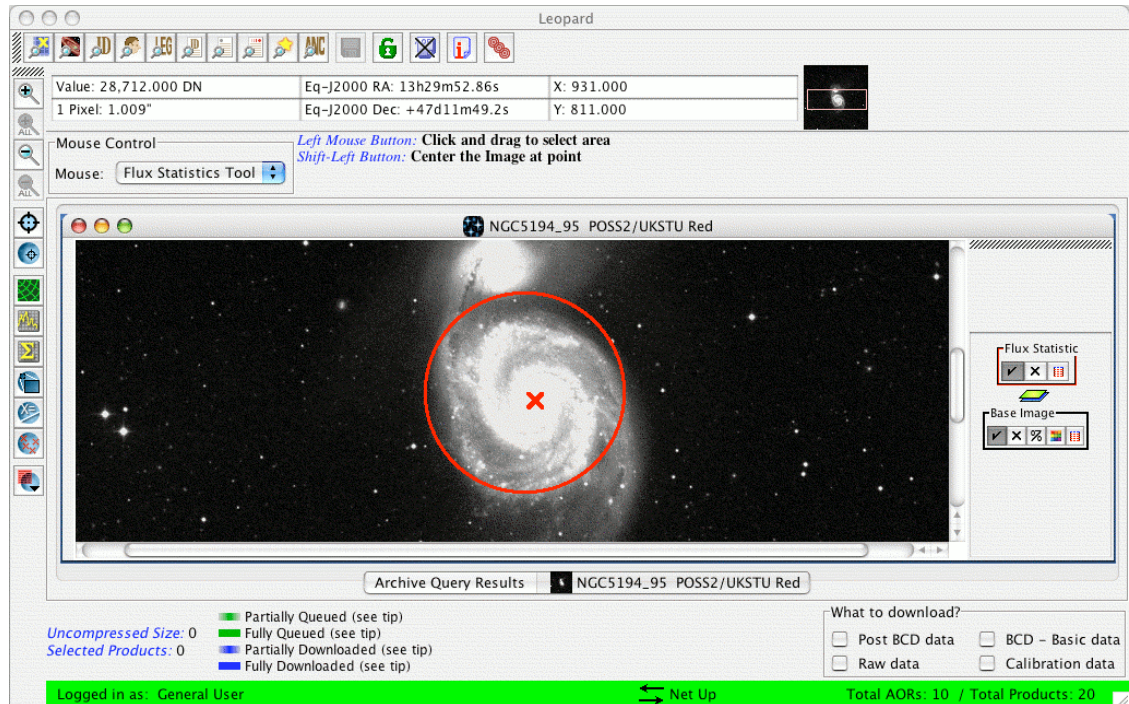 Leopard
JD LEG D ANC i
Value: 28,712.000 DN Eq-J2000 RA: 13h29m52.86s X: 931.000
1 Pixel: 1.009" Eq-J2000 Dec: +47d11m49.2s Y: 811.000
ALL
ALL
Mouse Control
Left Mouse Button: Click and drag to select area
Shift-Left Button: Center the Image at point
Mouse: Flux Statistics Tool
NGC5194_95 POSS2/UKSTU Red
Flux Statistic
Base Image
%
Archive Query Results NGC5194_95 POSS2/UKSTU Red
Uncompressed Size: 0
Selected Products: 0
Partially Queued (see tip)
Fully Queued (see tip)
Partially Downloaded (see tip)
Fully Downloaded (see tip)
What to download?
Post BCD data BCD - Basic data
Raw data Calibration data
Logged in as: General User Net Up Total AORs: 10 / Total Products: 20